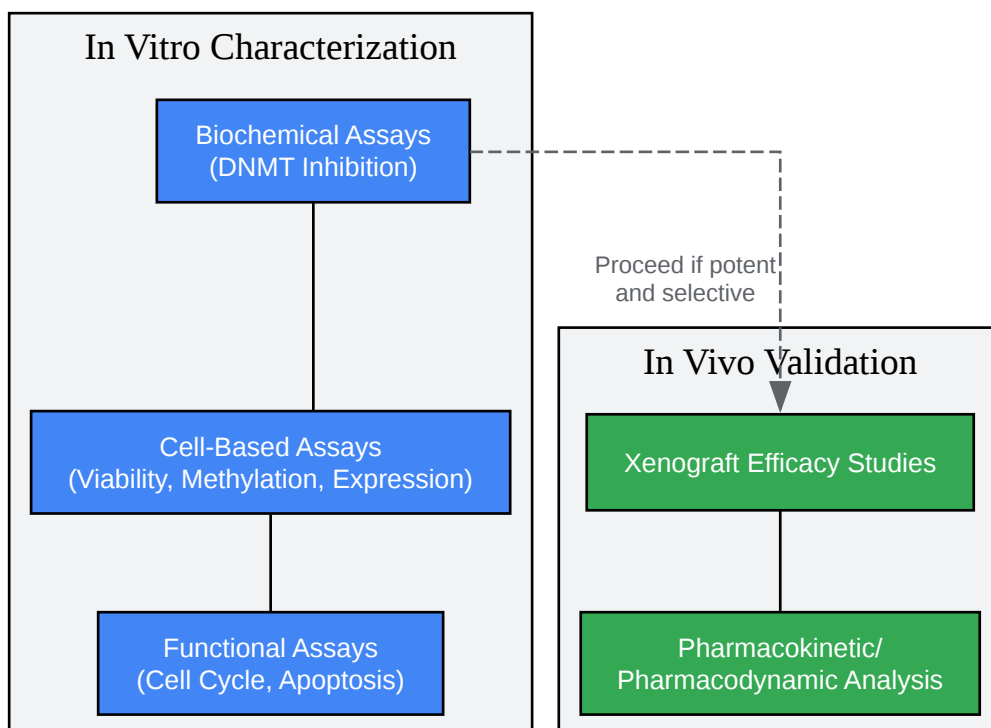 In Vitro Characterization
Biochemical Assays
(DNMT Inhibition)
Proceed if potent
and selective
In Vivo Validation
Cell-Based Assays
(Viability, Methylation, Expression)
Xenograft Efficacy Studies
Functional Assays
(Cell Cycle, Apoptosis)
Pharmacokinetic/
Pharmacodynamic Analysis